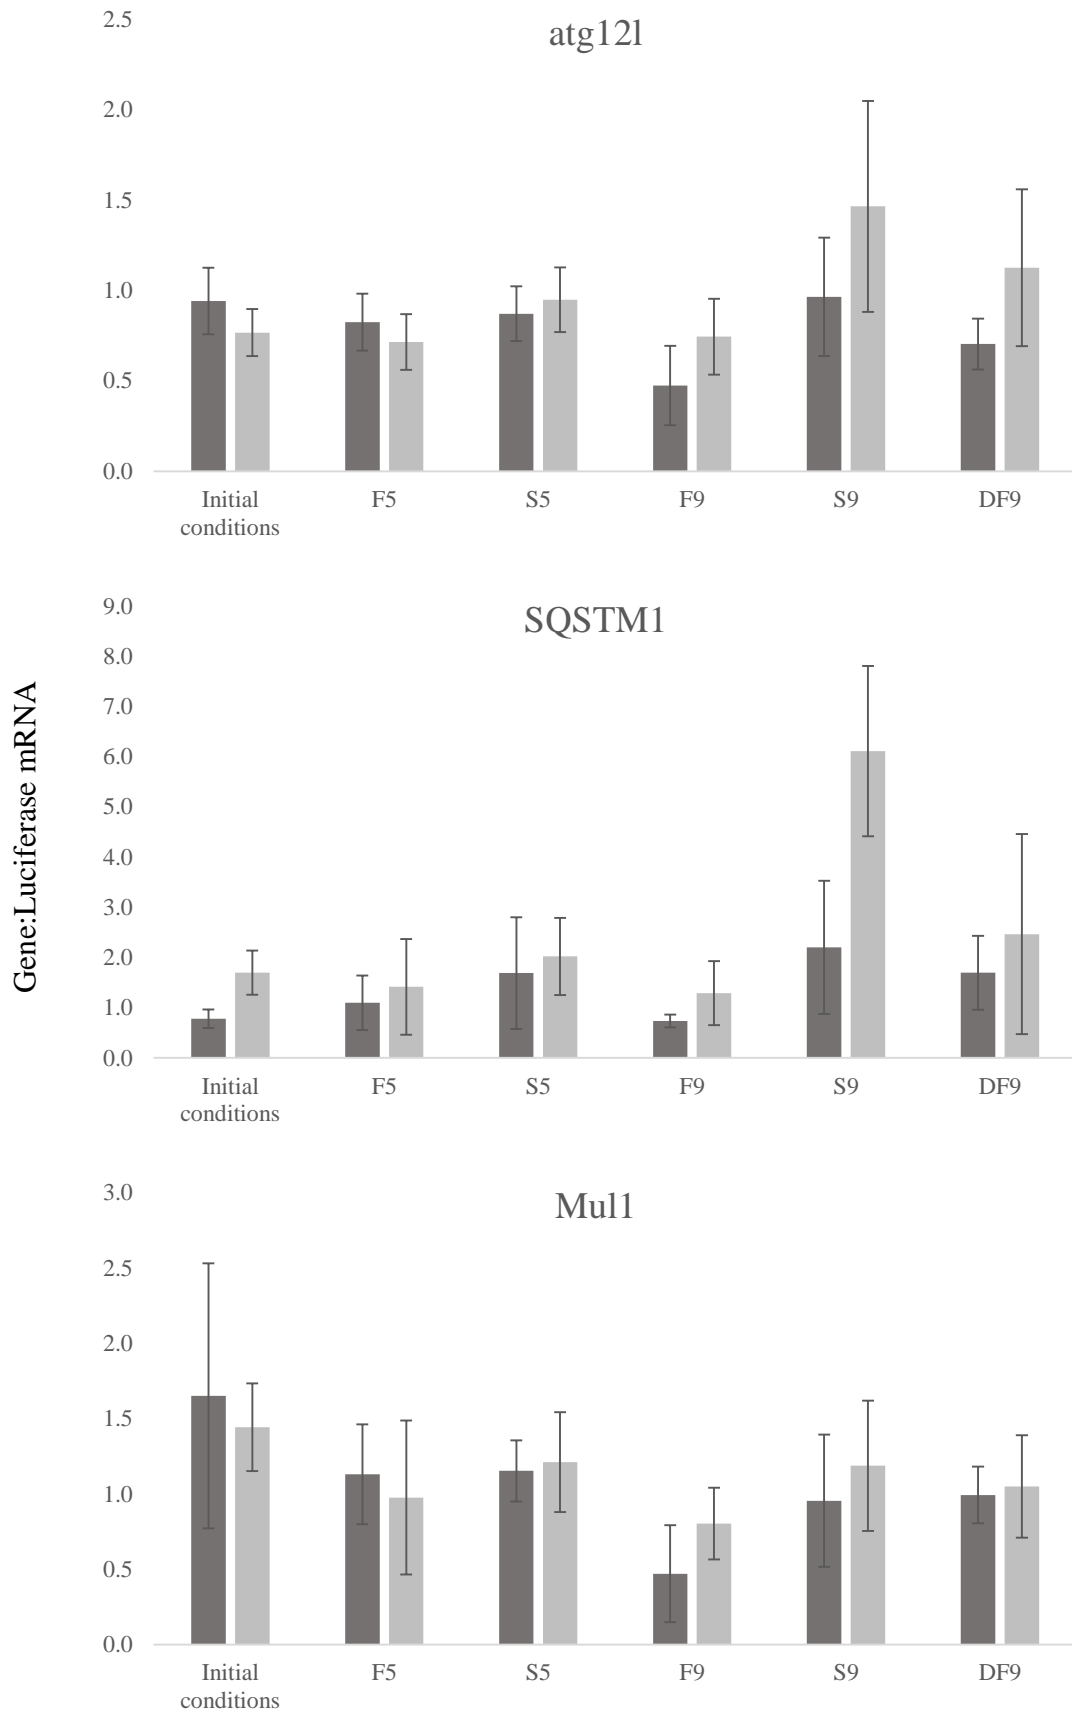 atg12l
2.5
2.0
1.5
1.0
0.5
0.0
Initial
conditions
F5
S5
F9
S9
DF9
Gene:Luciferase mRNA
SQSTM1
9.0
8.0
7.0
6.0
5.0
4.0
3.0
2.0
1.0
0.0
Initial
conditions
F5
S5
F9
S9
DF9
Mul1
3.0
2.5
2.0
1.5
1.0
0.5
0.0
Initial
conditions
F5
S5
F9
S9
DF9